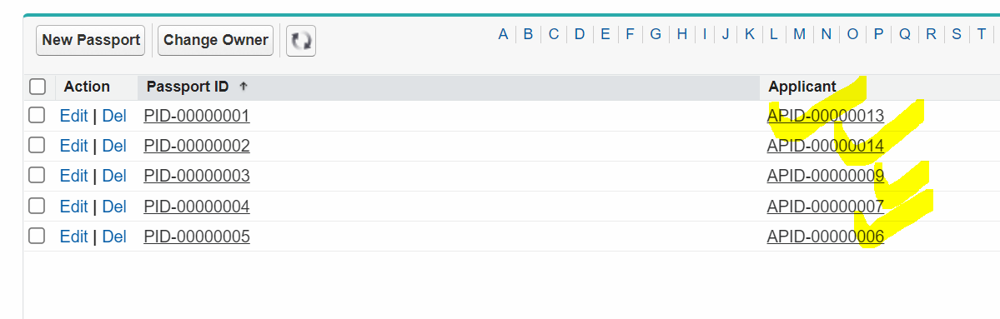 New Passport Change Owner A B C D E F G H I J K L M N O P Q R S T
Action Passport ID ↑ Applicant
Edit | Del PID-00000001 APID-00000013
Edit | Del PID-00000002 APID-00000014
Edit | Del PID-00000003 APID-00000009
Edit | Del PID-00000004 APID-00000007
Edit | Del PID-00000005 APID-00000006